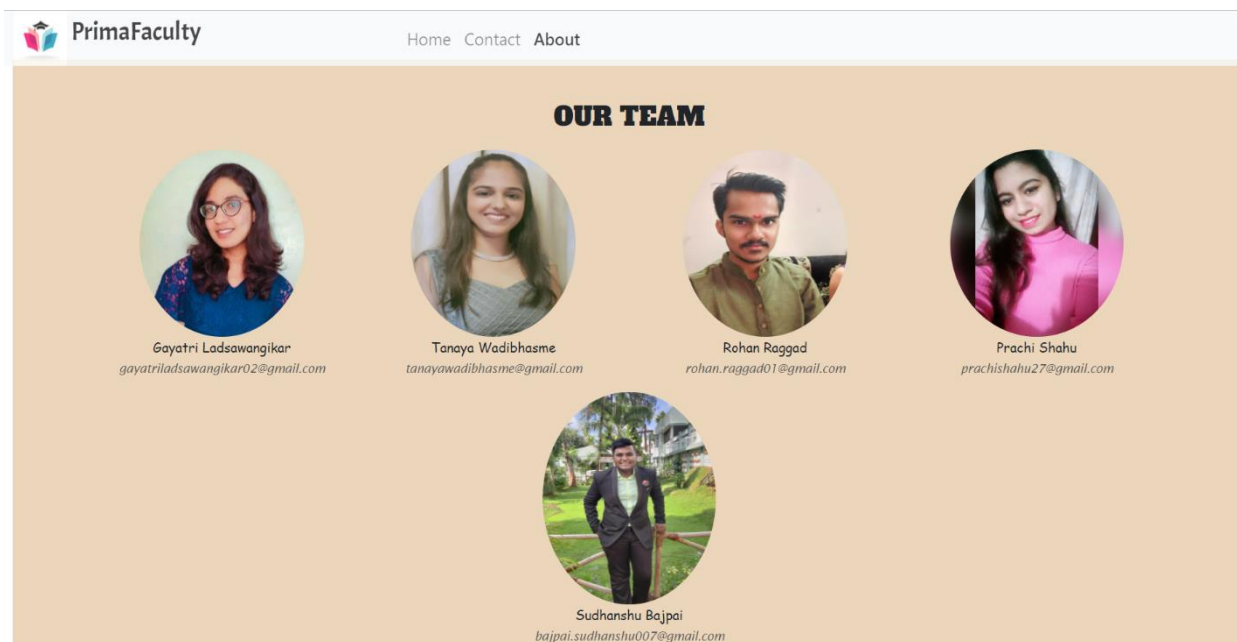 PrimaFaculty
Home Contact About
OUR TEAM
Gayatri Ladsawangikar
gayatriladsawangikar02@gmail.com
Tanaya Wadibhasme
tanayawadibhasme@gmail.com
Rohan Raggad
rohan.raggad01@gmail.com
Prachi Shahu
prachishahu27@gmail.com
Sudhanshu Bajpai
bajpai.sudhanshu007@gmail.com